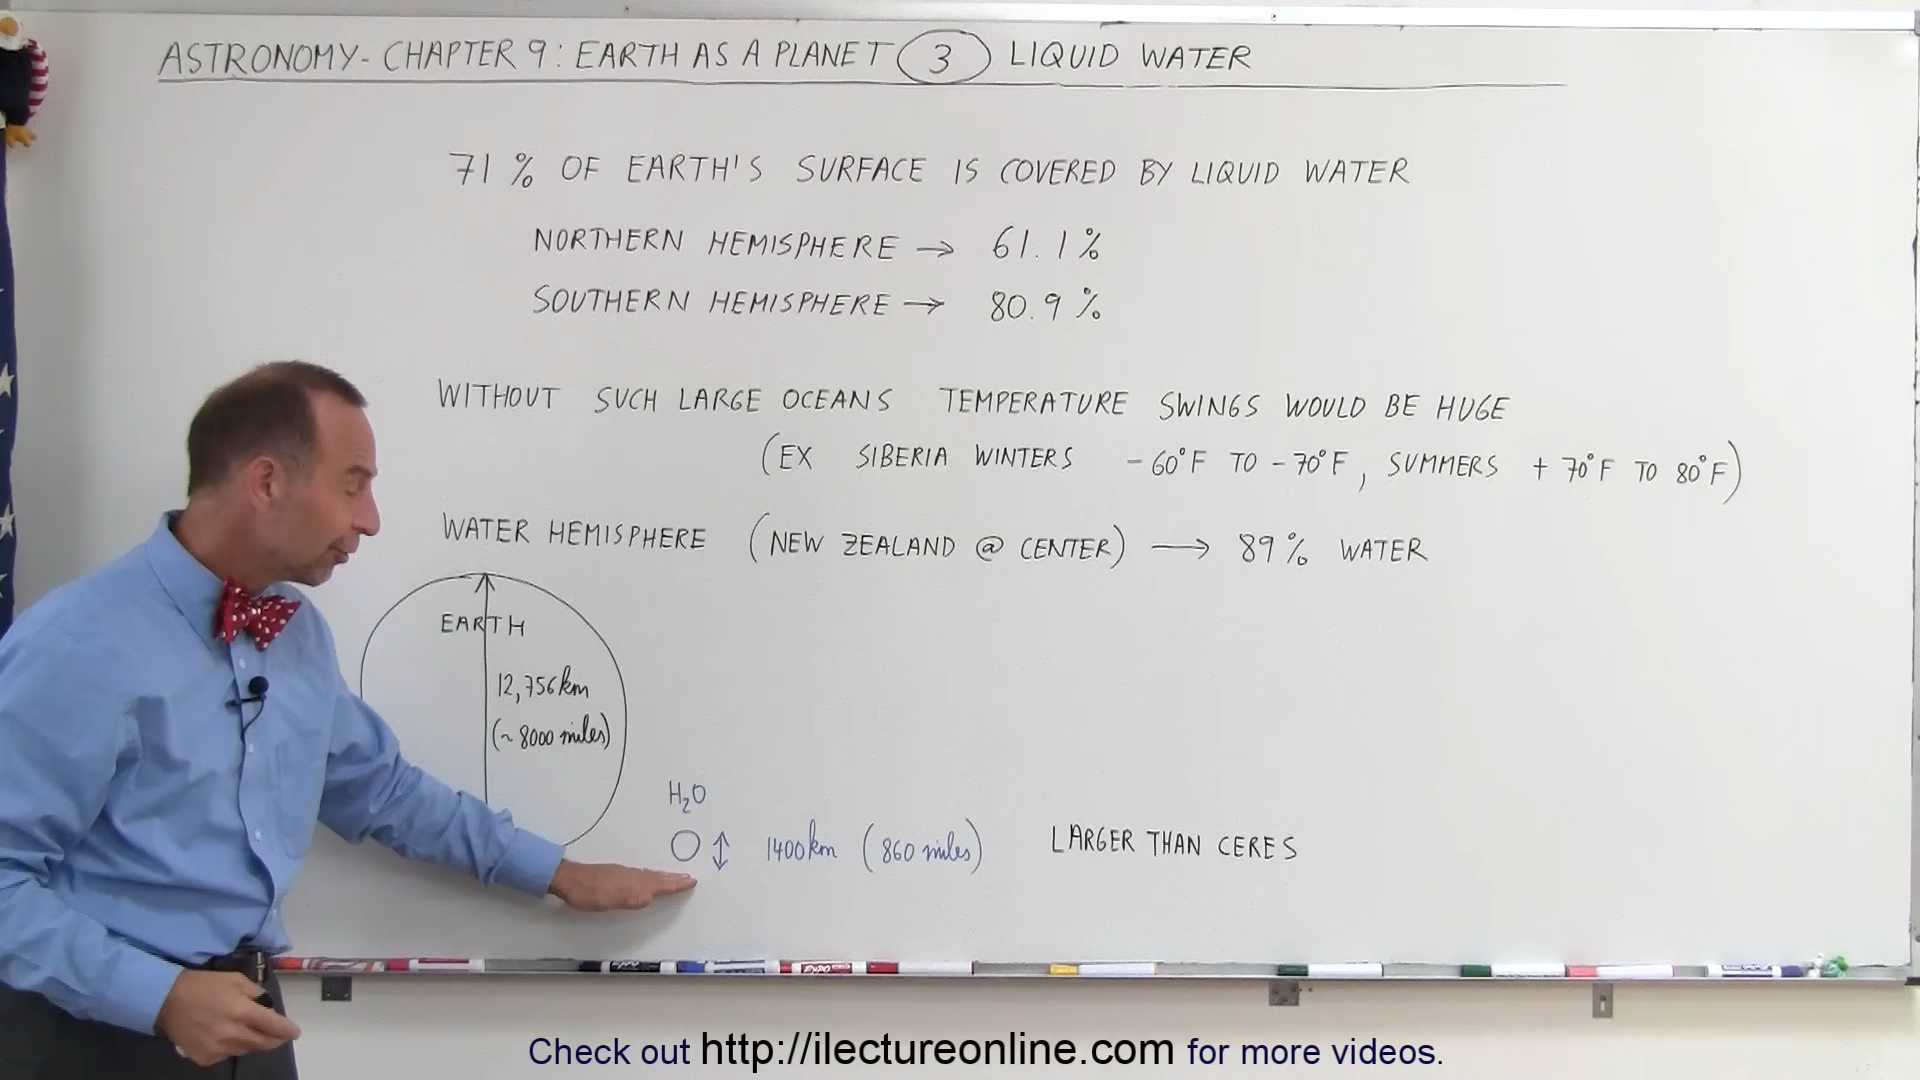 ASTRONOMY - CHAPTER 9 : EARTH AS A PLANET 3 LIQUID WATER
71 % OF EARTH'S SURFACE IS COVERED BY LIQUID WATER
NORTHERN HEMISPHERE → 61.1 %
SOUTHERN HEMISPHERE → 80.9 %
WITHOUT SUCH LARGE OCEANS TEMPERATURE SWINGS WOULD BE HUGE
(EX SIBERIA WINTERS -60°F TO -70°F, SUMMERS +70°F TO 80°F)
WATER HEMISPHERE (NEW ZEALAND @ CENTER) → 89% WATER
EARTH
12,756 km
(~ 8000 miles)
H₂O
1400 km (860 miles) LARGER THAN CERES
Check out http://ilectureonline.com for more videos.